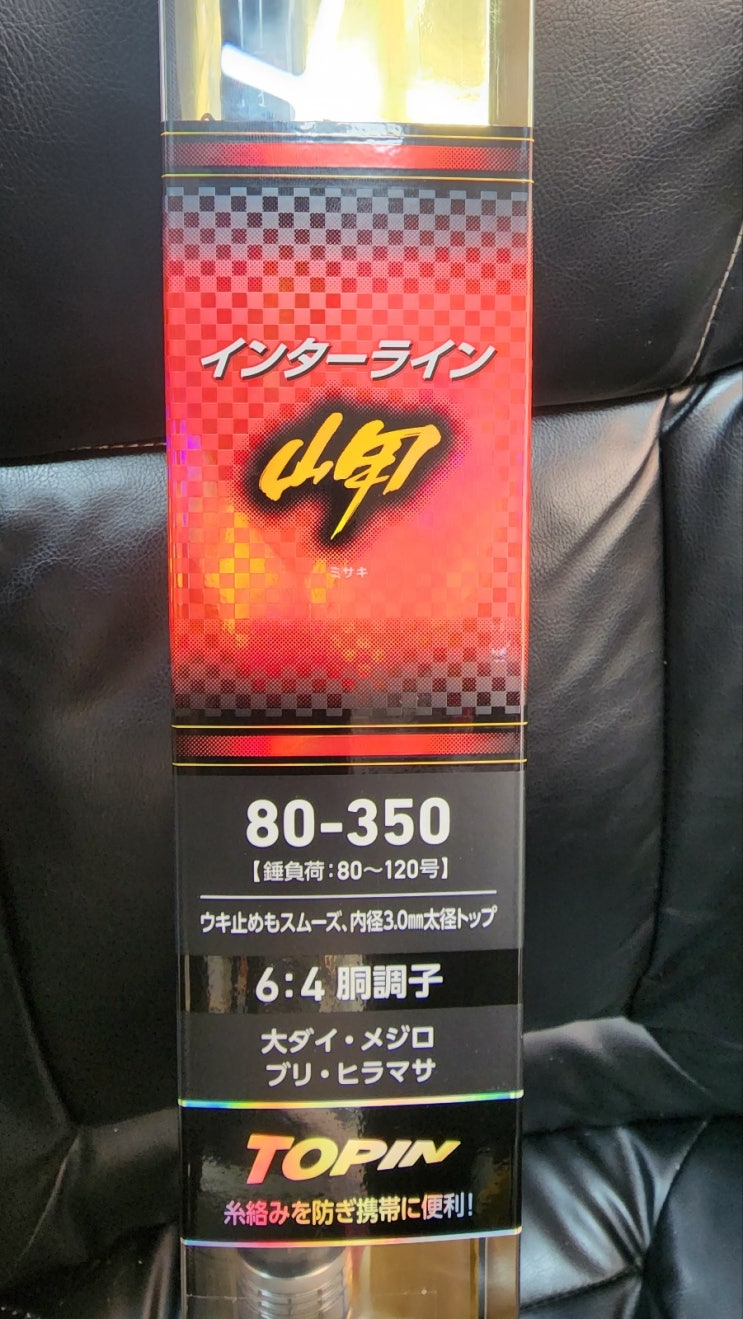 インターライン
岬
ミサキ
80-350
【錘負荷：80～120号】
ウキ止めもスムーズ、内径3.0㎜太径トップ
6：4 胴調子
大ダイ・メジロ
ブリ・ヒラマサ
TOPIN
糸絡みを防ぎ携帯に便利！